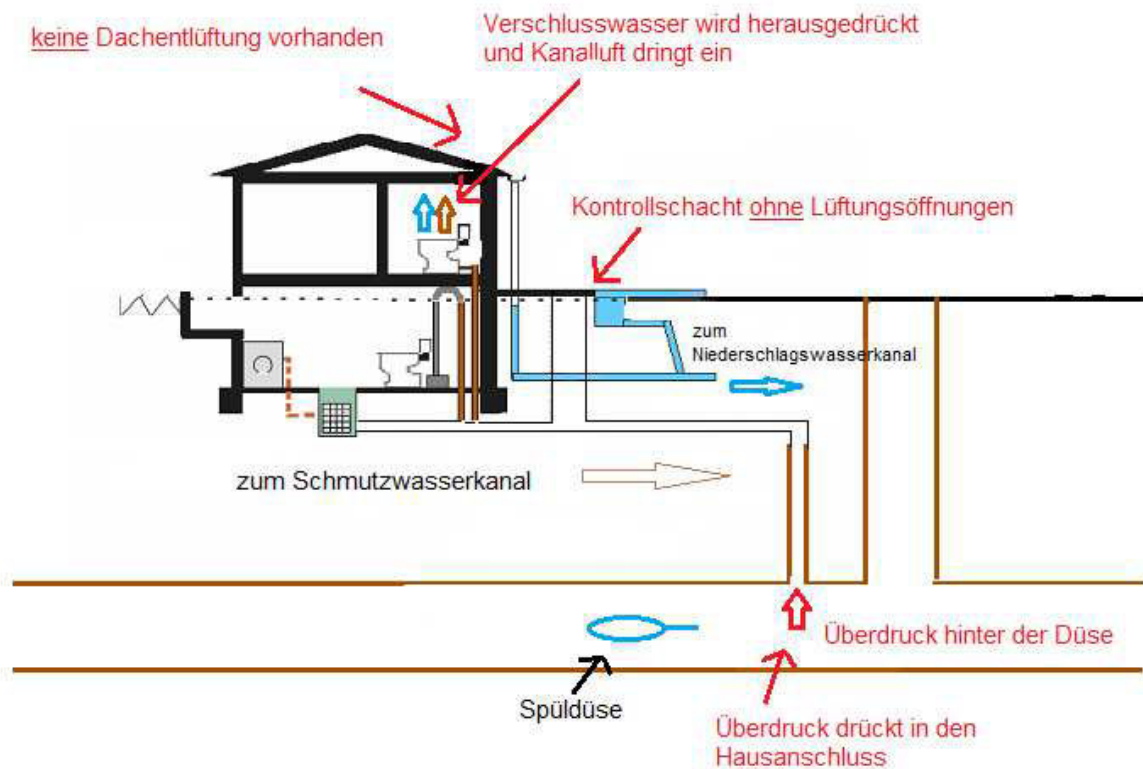 keine Dachentlüftung vorhanden
Verschlusswasser wird herausgedrückt
und Kanalluft dringt ein
Kontrollschacht ohne Lüftungsöffnungen
zum
Niederschlagswasserkanal
zum Schmutzwasserkanal
Überdruck hinter der Düse
Spüldüse
Überdruck drückt in den
Hausanschluss